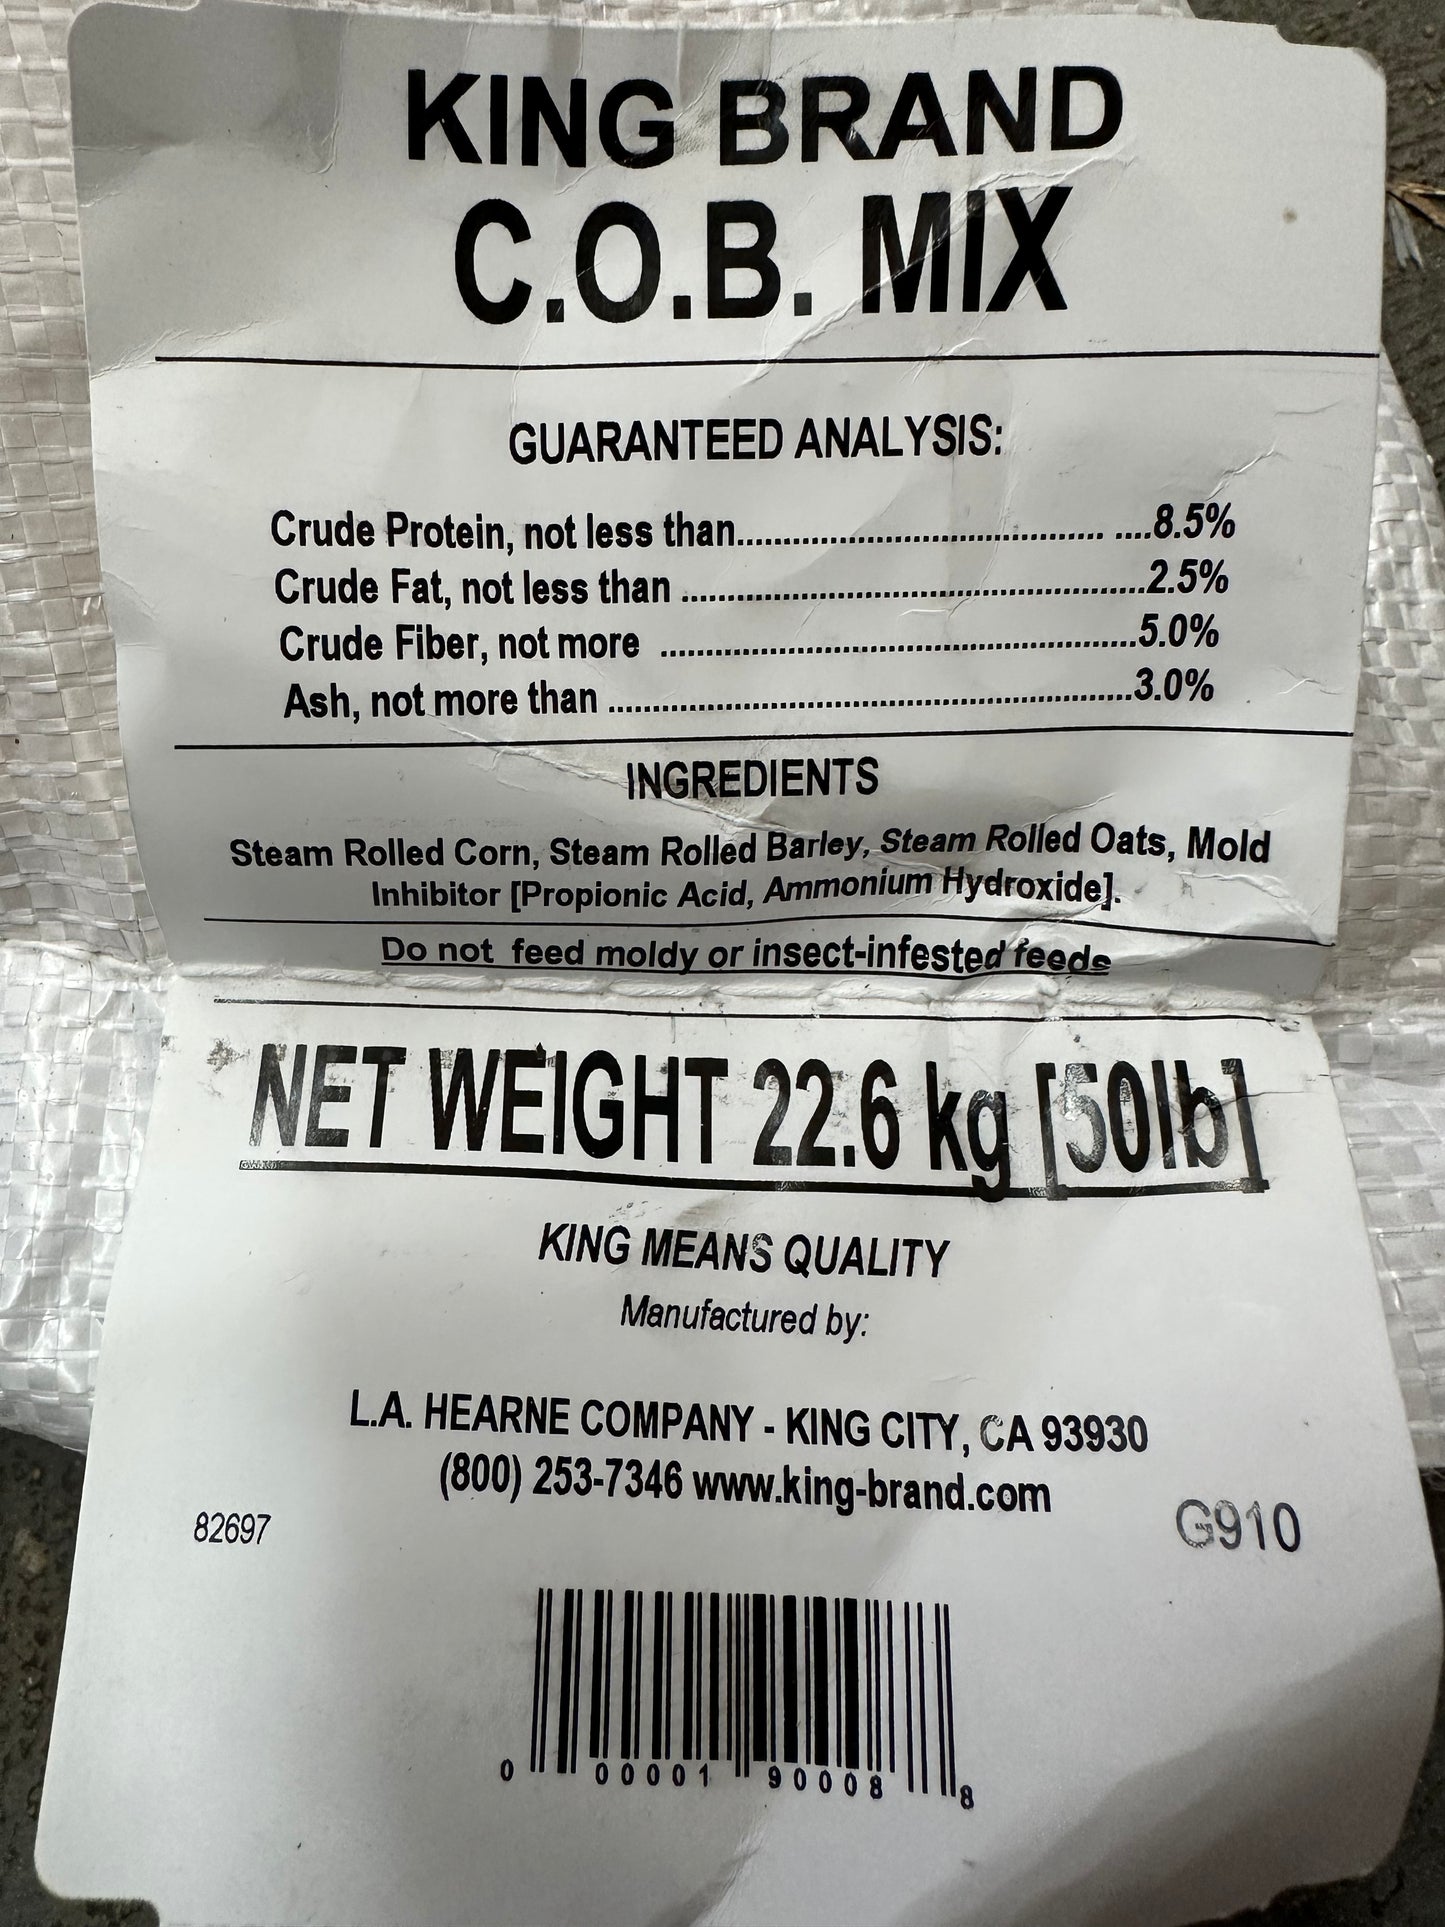 KING BRAND
C.O.B. MIX
GUARANTEED ANALYSIS:
Crude Protein, not less than..................................... ....8.5%
Crude Fat, not less than ...............................................2.5%
Crude Fiber, not more ................................................5.0%
Ash, not more than .....................................................3.0%
INGREDIENTS
Steam Rolled Corn, Steam Rolled Barley, Steam Rolled Oats, Mold
Inhibitor [Propionic Acid, Ammonium Hydroxide].
Do not feed moldy or insect-infested feeds
NET WEIGHT 22.6 kg [50lb]
KING MEANS QUALITY
Manufactured by:
L.A. HEARNE COMPANY - KING CITY, CA 93930
(800) 253-7346 www.king-brand.com
82697
G910
0 00001 90008 8